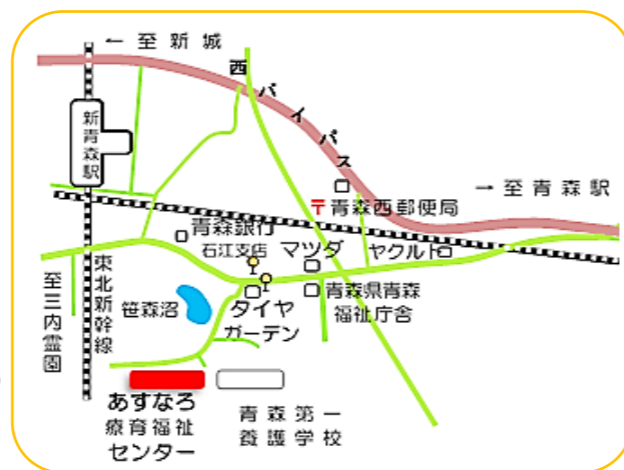 ← 至新城
西バイパス
新青森駅
→至青森駅
〒青森西郵便局
青森銀行
石江支店
マツダ
ヤクルト
東北新幹線
至三内霊園
笹森沼
タイヤ
ガーデン
青森県青森
福祉庁舎
あすなろ
療育福祉
センター
青森第一
養護学校